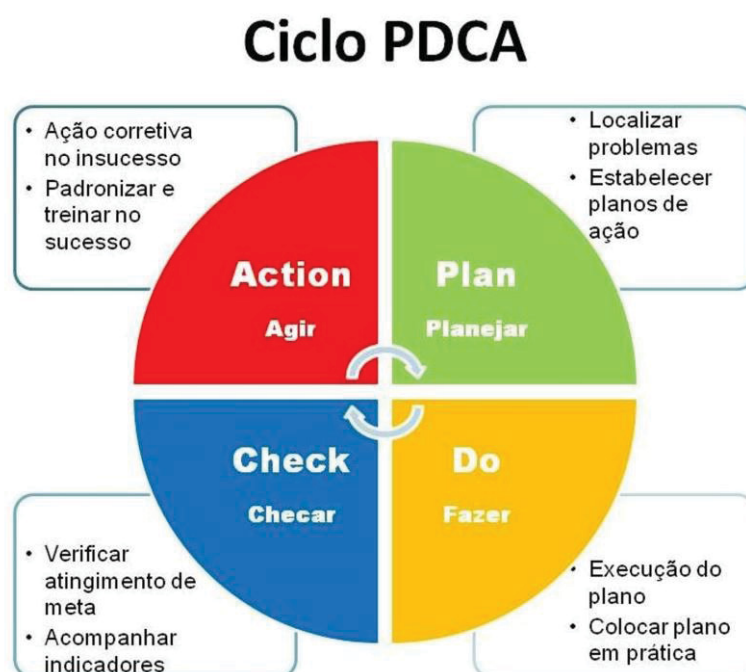 Ciclo PDCA
• Ação corretiva
no insucesso
• Padronizar e
treinar no
sucesso
• Localizar
problemas
• Estabelecer
planos de
ação
Action
Agir
Plan
Planejar
Check
Checar
Do
Fazer
• Verificar
atingimento de
meta
• Acompanhar
indicadores
• Execução do
plano
• Colocar plano
em prática